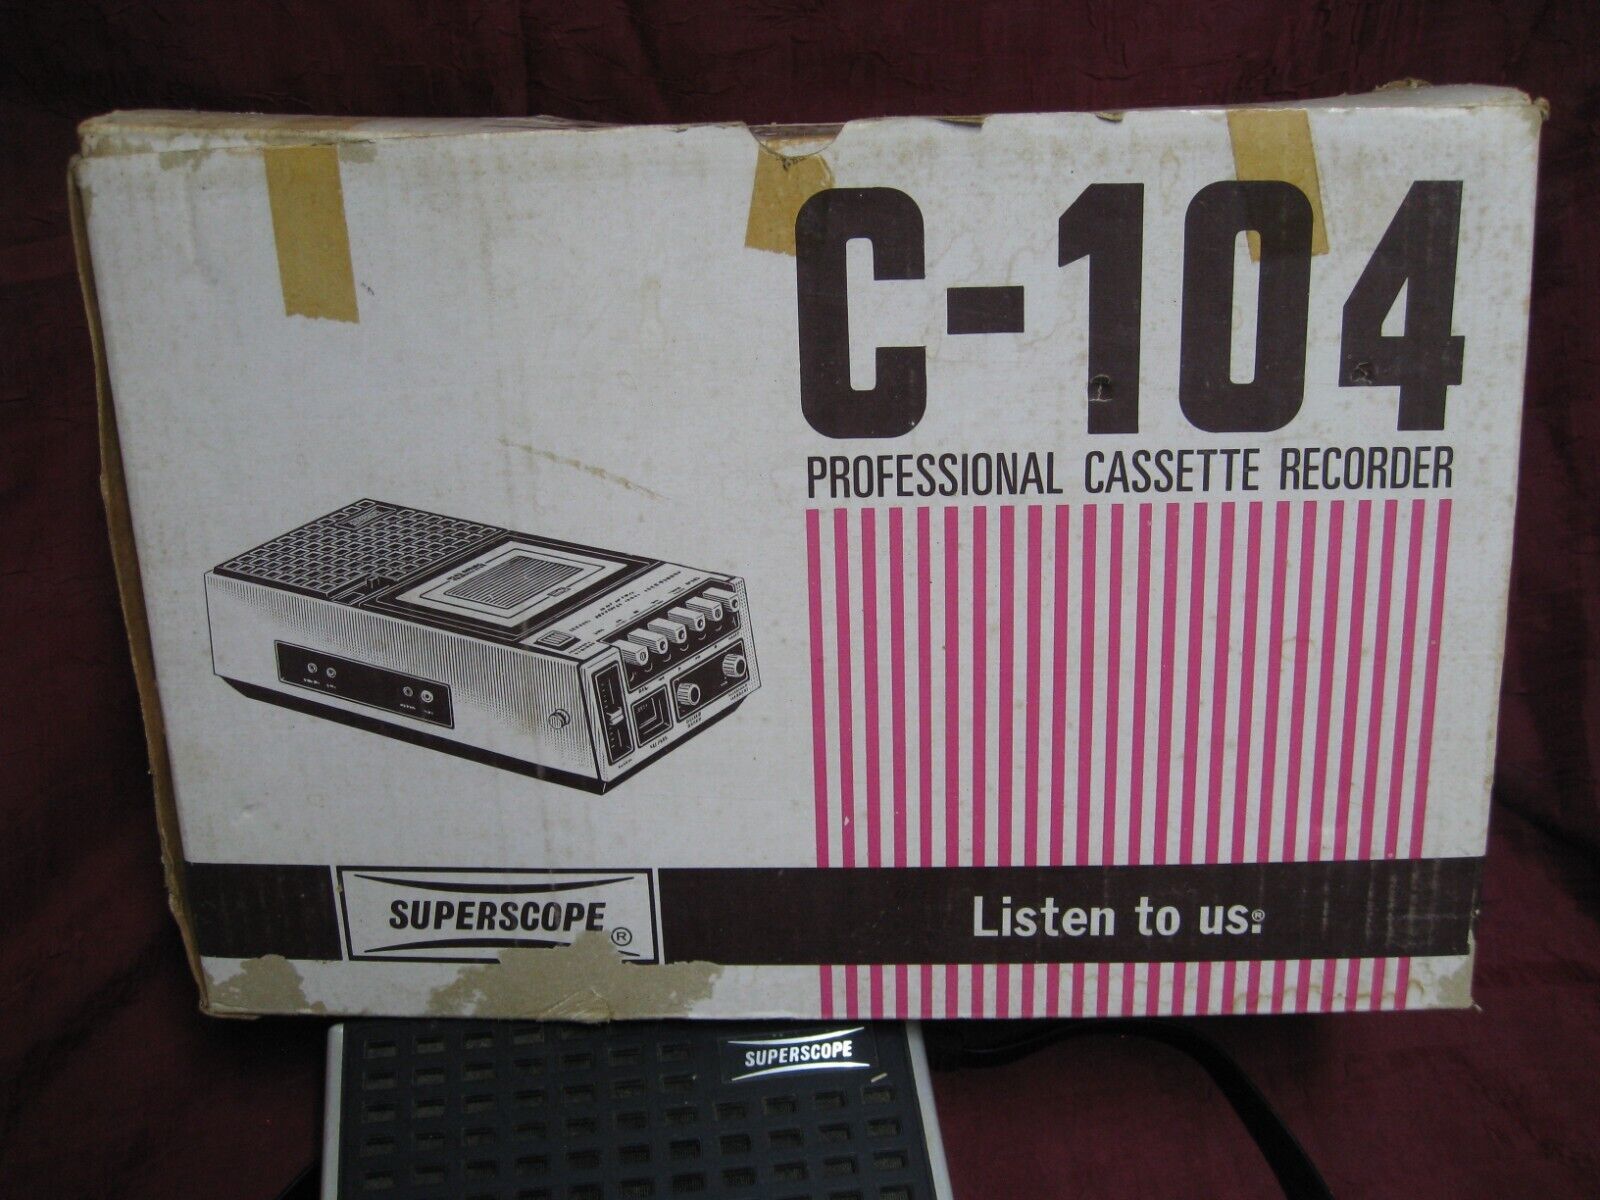 C-104
PROFESSIONAL CASSETTE RECORDER
SUPERSCOPE®
Listen to us.®
SUPERSCOPE